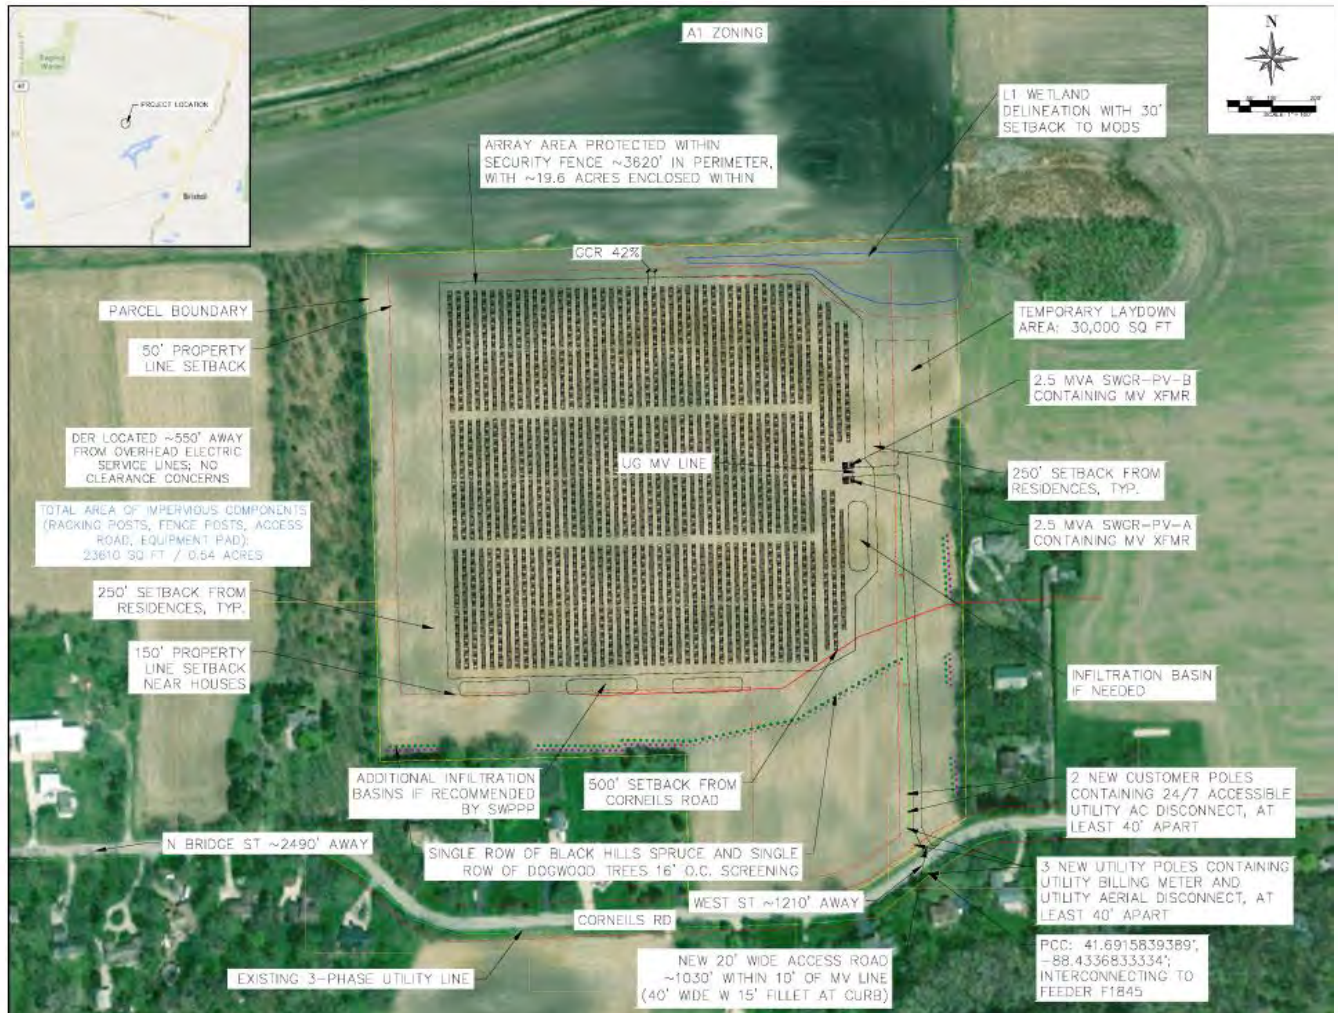 A1 ZONING
N
PROJECT LOCATION
47
Bristol
L1 WETLAND
DELINEATION WITH 30'
SETBACK TO MODS
ARRAY AREA PROTECTED WITHIN
SECURITY FENCE ~3620' IN PERIMETER,
WITH ~19.6 ACRES ENCLOSED WITHIN
GCR 42%
PARCEL BOUNDARY
50' PROPERTY
LINE SETBACK
TEMPORARY LAYDOWN
AREA: 30,000 SQ FT
2.5 MVA SWGR-PV-B
CONTAINING MV XFMR
DER LOCATED ~550' AWAY
FROM OVERHEAD ELECTRIC
SERVICE LINES; NO
CLEARANCE CONCERNS
UG MV LINE
250' SETBACK FROM
RESIDENCES, TYP.
TOTAL AREA OF IMPERVIOUS COMPONENTS
(RACKING POSTS, FENCE POSTS, ACCESS
ROAD, EQUIPMENT PAD):
23610 SQ FT / 0.54 ACRES
2.5 MVA SWGR-PV-A
CONTAINING MV XFMR
250' SETBACK FROM
RESIDENCES, TYP.
150' PROPERTY
LINE SETBACK
NEAR HOUSES
INFILTRATION BASIN
IF NEEDED
ADDITIONAL INFILTRATION
BASINS IF RECOMMENDED
BY SWPPP
500' SETBACK FROM
CORNEILS ROAD
2 NEW CUSTOMER POLES
CONTAINING 24/7 ACCESSIBLE
UTILITY AC DISCONNECT, AT
LEAST 40' APART
N BRIDGE ST ~2490' AWAY
SINGLE ROW OF BLACK HILLS SPRUCE AND SINGLE
ROW OF DOGWOOD TREES 16' O.C. SCREENING
3 NEW UTILITY POLES CONTAINING
UTILITY BILLING METER AND
UTILITY AERIAL DISCONNECT, AT
LEAST 40' APART
WEST ST ~1210' AWAY
CORNEILS RD
PCC: 41.6915839389°,
-88.4336833334°;
INTERCONNECTING TO
FEEDER F1845
EXISTING 3-PHASE UTILITY LINE
NEW 20' WIDE ACCESS ROAD
~1030' WITHIN 10' OF MV LINE
(40' WIDE W 15' FILLET AT CURB)